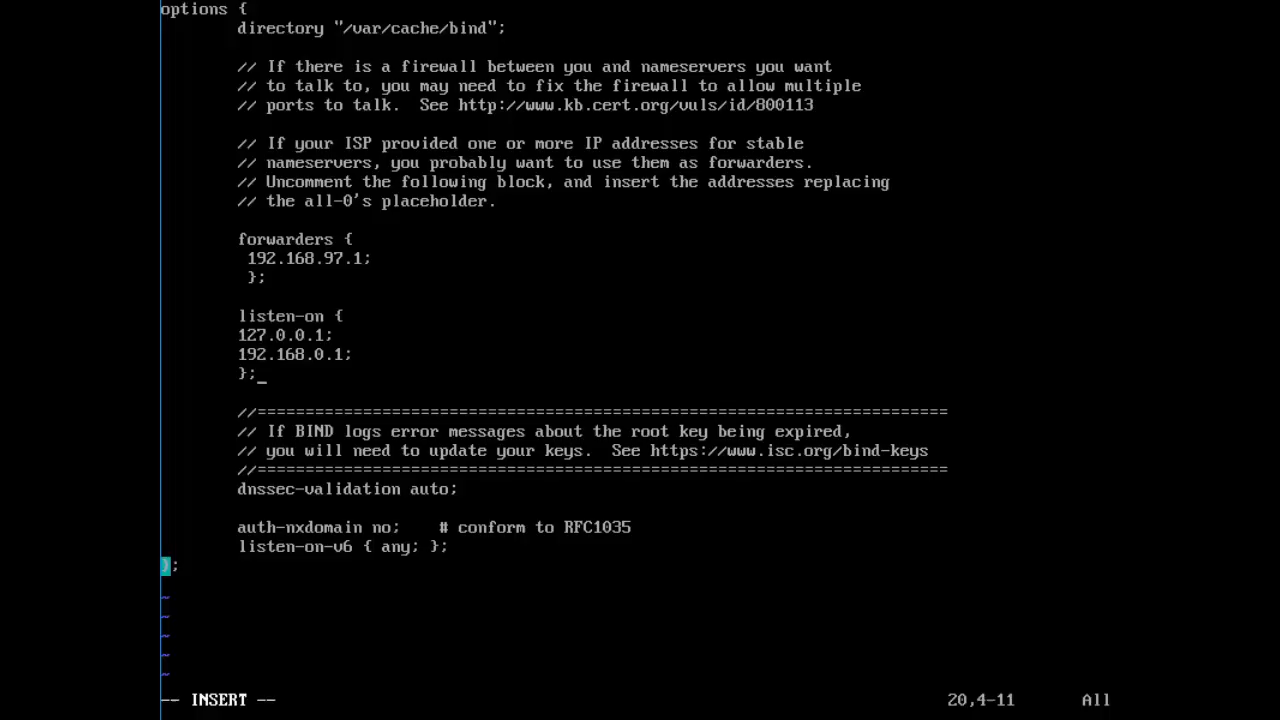 options {
directory "/var/cache/bind";
// If there is a firewall between you and nameservers you want
// to talk to, you may need to fix the firewall to allow multiple
// ports to talk.  See http://www.kb.cert.org/vuls/id/800113
// If your ISP provided one or more IP addresses for stable
// nameservers, you probably want to use them as forwarders.
// Uncomment the following block, and insert the addresses replacing
// the all-0's placeholder.
forwarders {
192.168.97.1;
};
listen-on {
127.0.0.1;
192.168.0.1;
};_
//========================================================================
// If BIND logs error messages about the root key being expired,
// you will need to update your keys.  See https://www.isc.org/bind-keys
//========================================================================
dnssec-validation auto;
auth-nxdomain no;    # conform to RFC1035
listen-on-v6 { any; };
};
~
~
~
~
~
-- INSERT --                    20,4-11       All